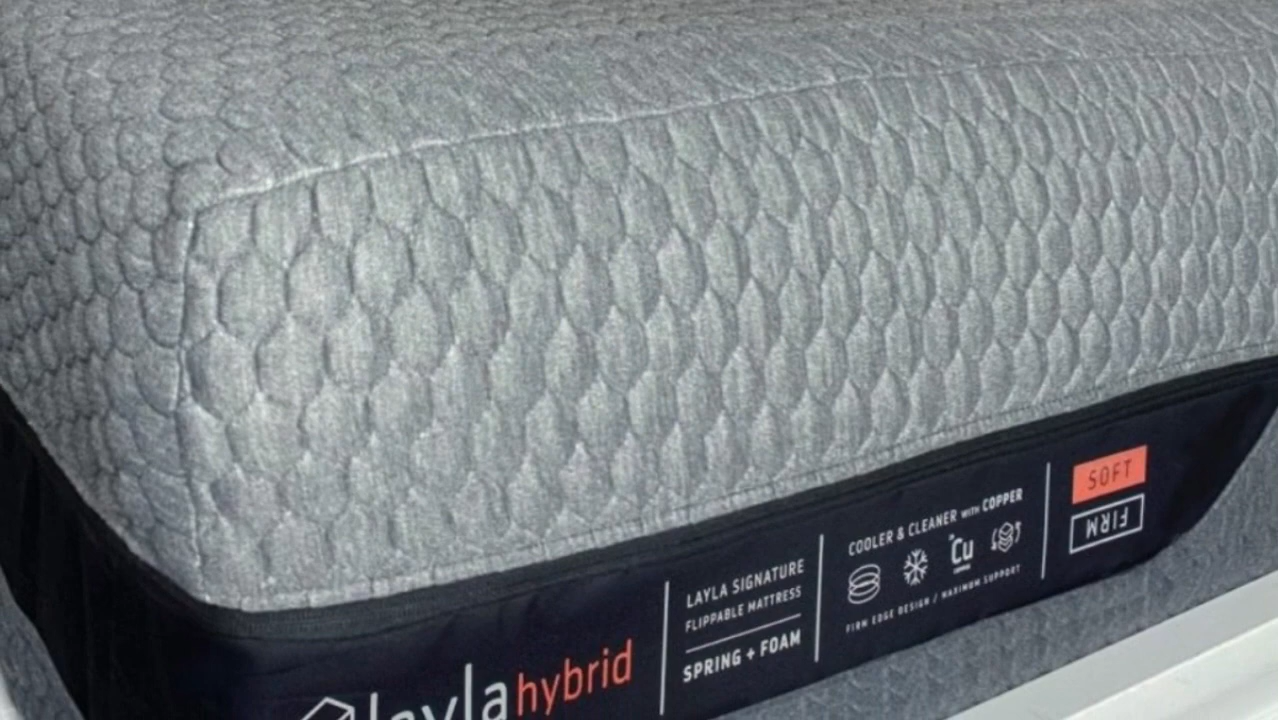 layla hybrid
LAYLA SIGNATURE
FLIPPABLE MATTRESS
SPRING + FOAM
COOLER & CLEANER WITH COPPER
Cu
COPPER
FIRM EDGE DESIGN / MAXIMUM SUPPORT
SOFT
FIRM